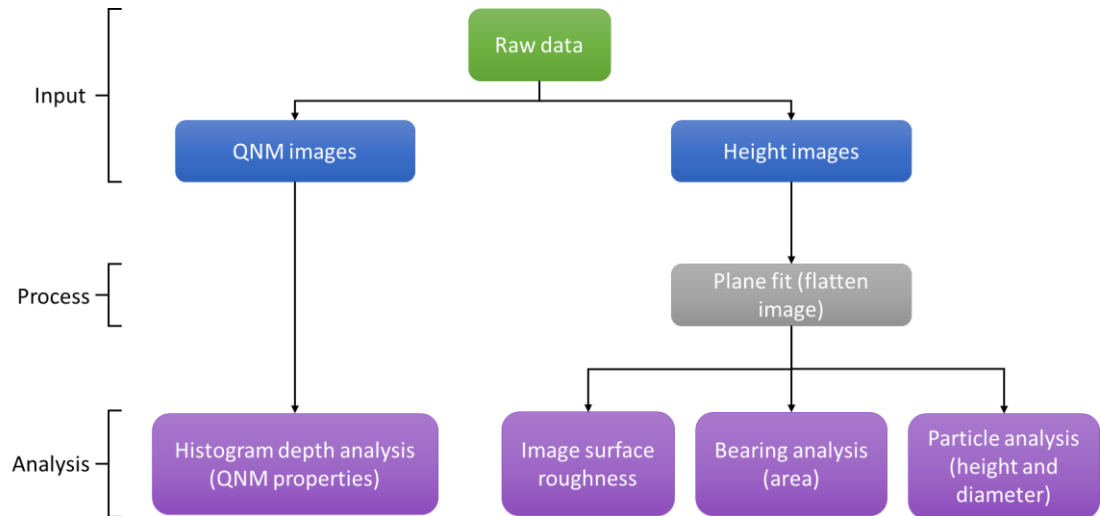 Raw data
Input
QNM images
Height images
Process
Plane fit (flatten
image)
Analysis
Histogram depth analysis
(QNM properties)
Image surface
roughness
Bearing analysis
(area)
Particle analysis
(height and
diameter)